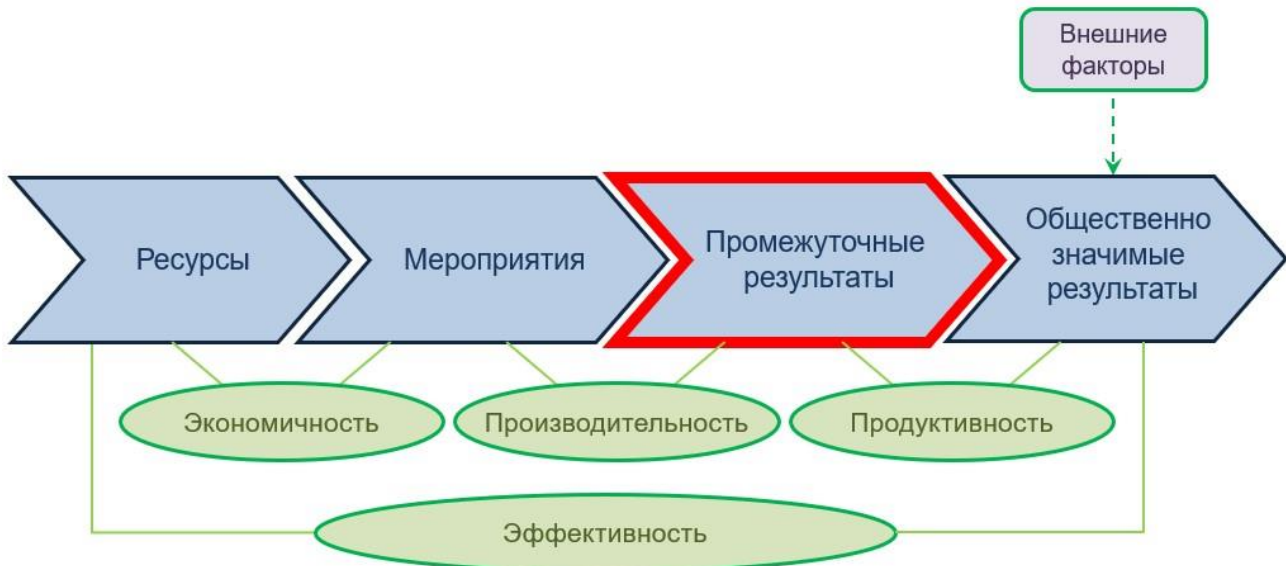 Внешние
факторы
Ресурсы
Мероприятия
Промежуточные
результаты
Общественно
значимые
результаты
Экономичность
Производительность
Продуктивность
Эффективность